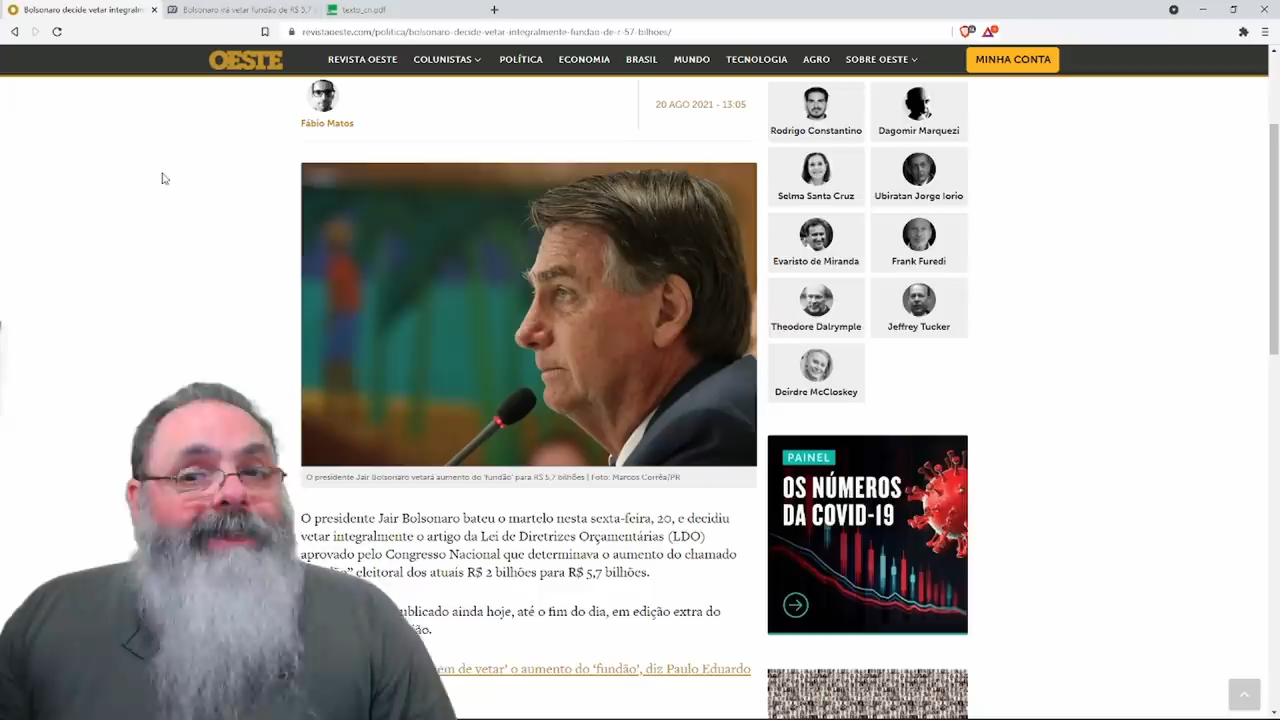 Bolsonaro decide vetar integralm
Bolsonaro irá vetar fundão de R$ 5,7
texto_cn.pdf
revistaoeste.com/politica/bolsonaro-decide-vetar-integralmente-fundao-de-r-57-bilhoes/
OESTE
REVISTA OESTE
COLUNISTAS
POLÍTICA
ECONOMIA
BRASIL
MUNDO
TECNOLOGIA
AGRO
SOBRE OESTE
MINHA CONTA
Fábio Matos
20 AGO 2021 - 13:05
Rodrigo Constantino
Dagomir Marquezi
Selma Santa Cruz
Ubiratan Jorge Iorio
Evaristo de Miranda
Frank Furedi
Theodore Dalrymple
Jeffrey Tucker
Deirdre McCloskey
O presidente Jair Bolsonaro vetará aumento do 'fundão' para R$ 5,7 bilhões | Foto: Marcos Corrêa/PR
O presidente Jair Bolsonaro bateu o martelo nesta sexta-feira, 20, e decidiu
vetar integralmente o artigo da Lei de Diretrizes Orçamentárias (LDO)
aprovado pelo Congresso Nacional que determinava o aumento do chamado
eleitoral dos atuais R$ 2 bilhões para R$ 5,7 bilhões.
ublicado ainda hoje, até o fim do dia, em edição extra do
em de vetar' o aumento do 'fundão', diz Paulo Eduardo
PAINEL
OS NÚMEROS
DA COVID-19